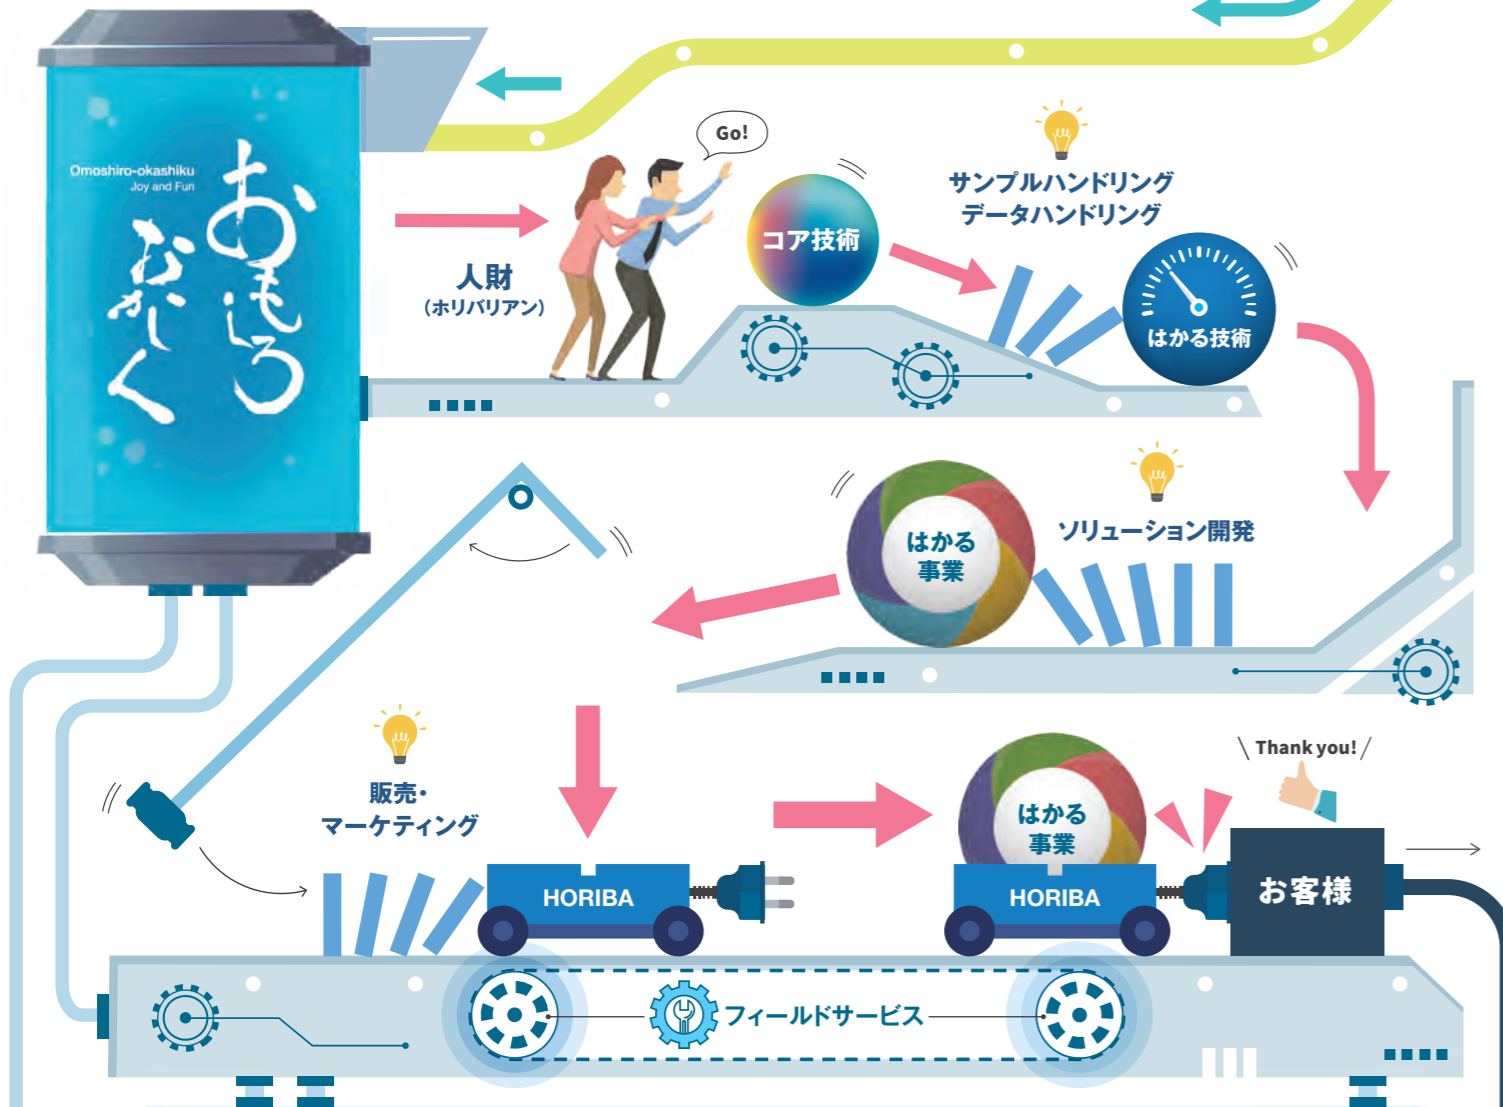 Omoshiro-okashiku
Joy and Fun
おもしろ
おかしく
人財
（ホリバリアン）
Go!
コア技術
サンプルハンドリング
データハンドリング
はかる技術
ソリューション開発
はかる
事業
販売・
マーケティング
HORIBA
はかる
事業
HORIBA
Thank you!
お客様
フィールドサービス